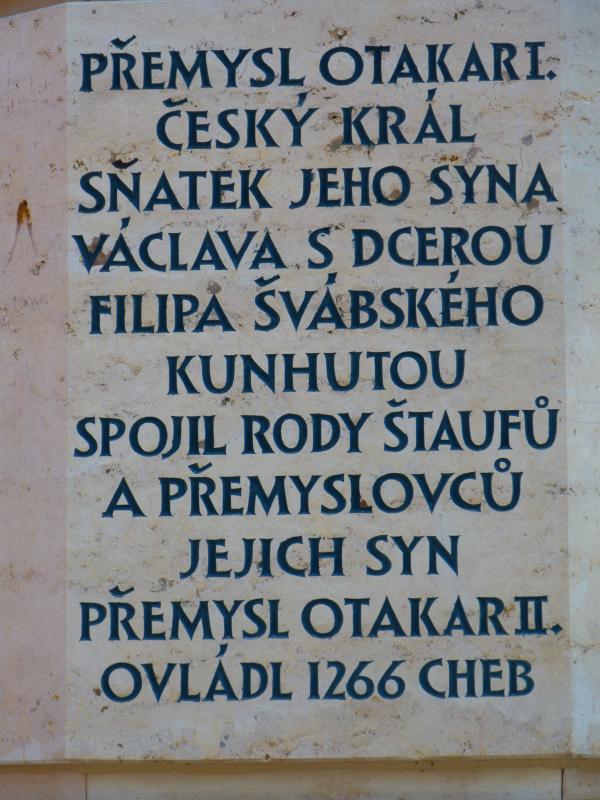 PŘEMYSL OTAKAR I.
ČESKÝ KRÁL
SŇATEK JEHO SYNA
VÁCLAVA S DCEROU
FILIPA ŠVÁBSKÉHO
KUNHUTOU
SPOJIL RODY ŠTAUFŮ
A PŘEMYSLOVCŮ
JEJICH SYN
PŘEMYSL OTAKAR II.
OVLÁDL 1266 CHEB